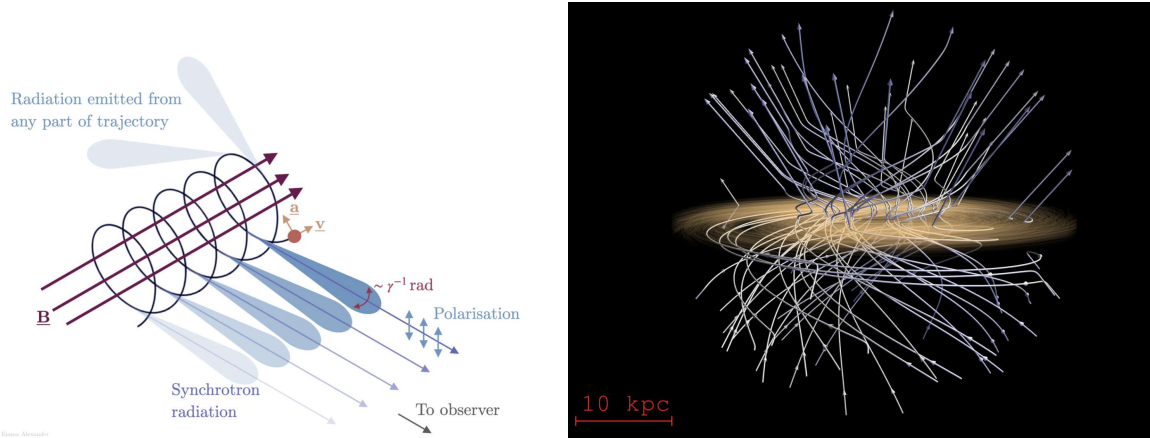 Radiation emitted from
any part of trajectory
a
v
~ γ⁻¹ rad
B
Polarisation
Synchrotron
radiation
To observer
10 kpc